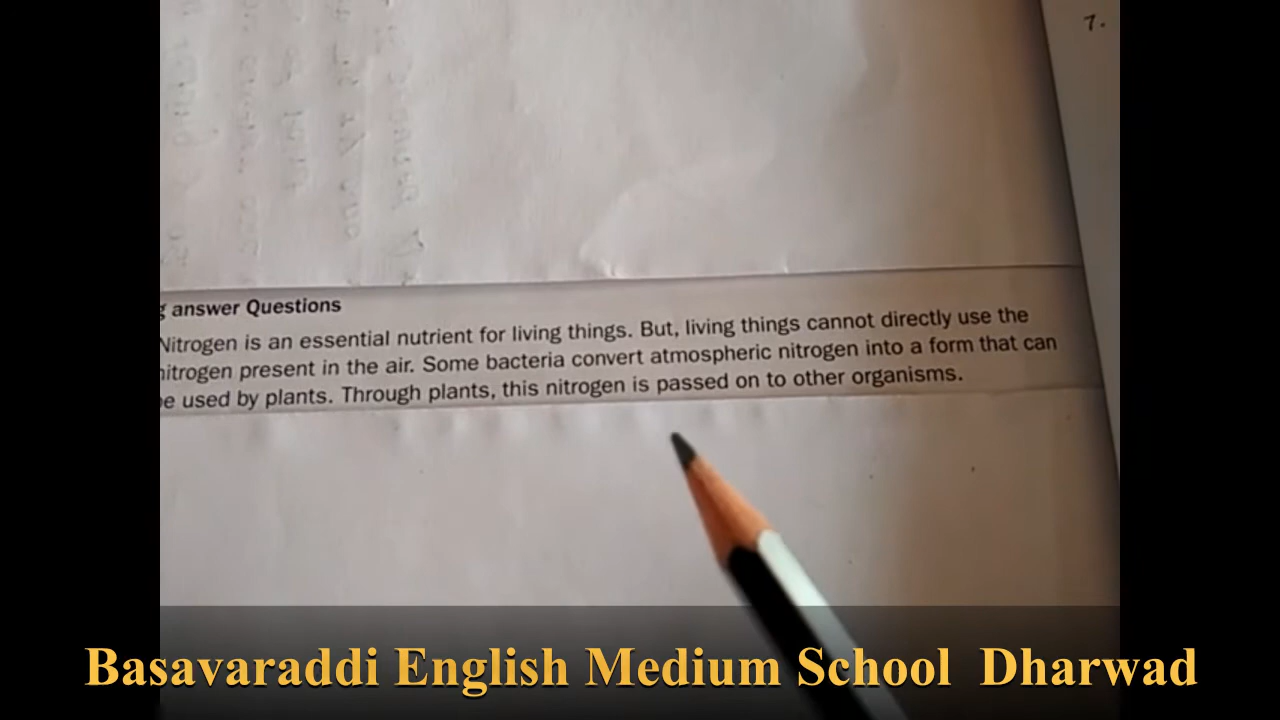 7.
answer Questions
Nitrogen is an essential nutrient for living things. But, living things cannot directly use the
nitrogen present in the air. Some bacteria convert atmospheric nitrogen into a form that can
be used by plants. Through plants, this nitrogen is passed on to other organisms.
Basavaraddi English Medium School Dharwad